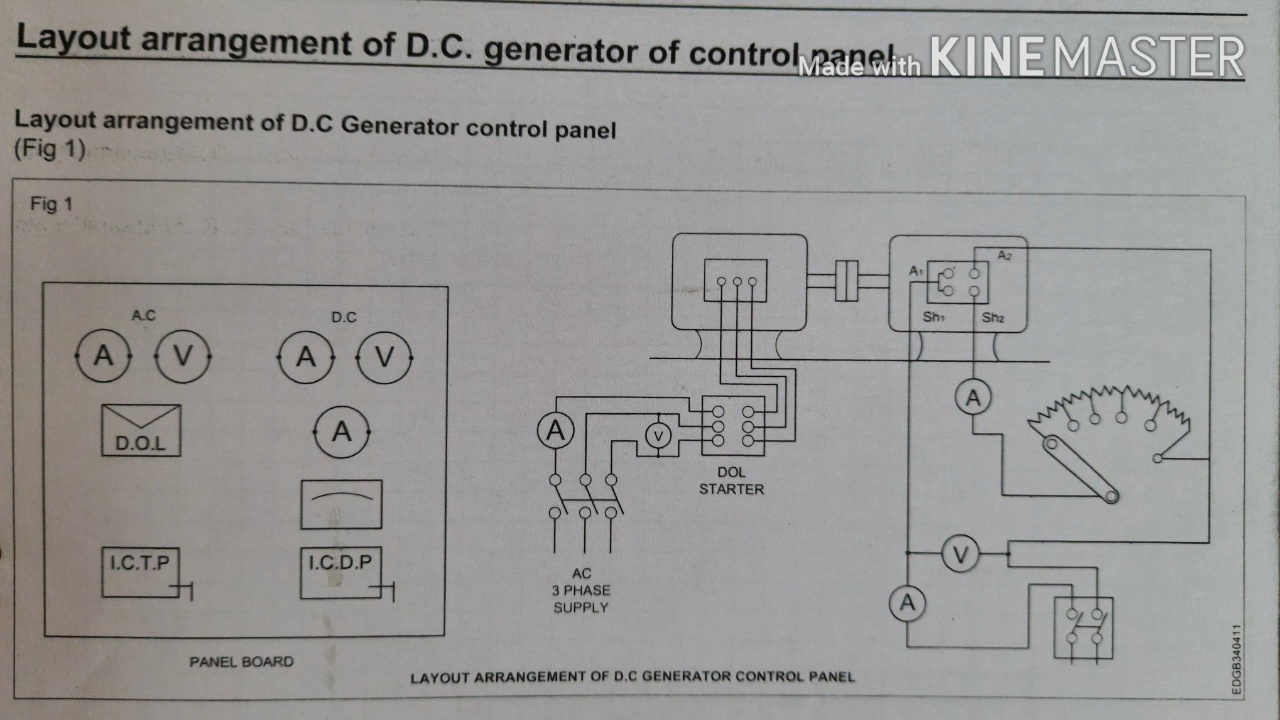 Layout arrangement of D.C. generator of control panel
Made with KINEMASTER
Layout arrangement of D.C Generator control panel
(Fig 1)
Fig 1
A.C
D.C
A V A V
D.O.L
A
I.C.T.P
I.C.D.P
PANEL BOARD
A1
A2
Sh1
Sh2
A
A
V
DOL
STARTER
AC
3 PHASE
SUPPLY
V
A
LAYOUT ARRANGEMENT OF D.C GENERATOR CONTROL PANEL
EDGB340411